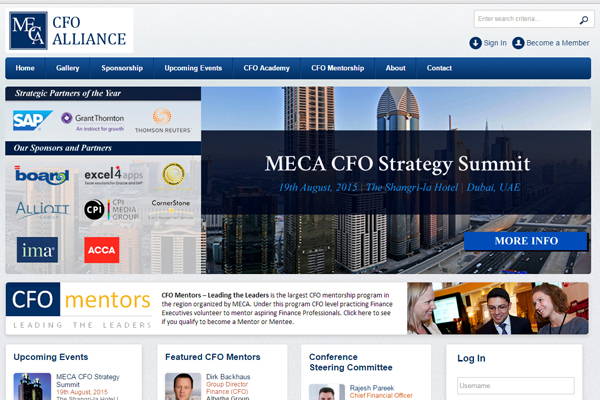 MECA
CFO
ALLIANCE
Enter search criteria...
Sign In
Become a Member
Home
Gallery
Sponsorship
Upcoming Events
CFO Academy
CFO Mentorship
About
Contact
Strategic Partners of the Year
SAP
GrantThornton
An instinct for growth
THOMSON REUTERS
Our Sponsors and Partners
board
excel4apps
ALLIOTT
CPI
CPI
MEDIA
GROUP
CornerStone
ima
ACCA
MECA CFO Strategy Summit
19th August, 2015 | The Shangri-la Hotel | Dubai, UAE
MORE INFO
CFO mentors
LEADING THE LEADERS
CFO Mentors – Leading the Leaders is the largest CFO mentorship program in
the region organized by MECA. Under this program CFO level practicing Finance
Executives volunteer to mentor aspiring Finance Professionals. Click here to
see if you qualify to become a Mentor or Mentee.
Upcoming Events
MECA CFO Strategy
Summit
19th August, 2015
The Shangri-la Hotel
Featured CFO Mentors
Dirk Backhaus
Group Director
Finance (CFO)
Albatha Group
Conference
Steering Committee
Rajesh Pareek
Chief Financial Officer
Log In
Username